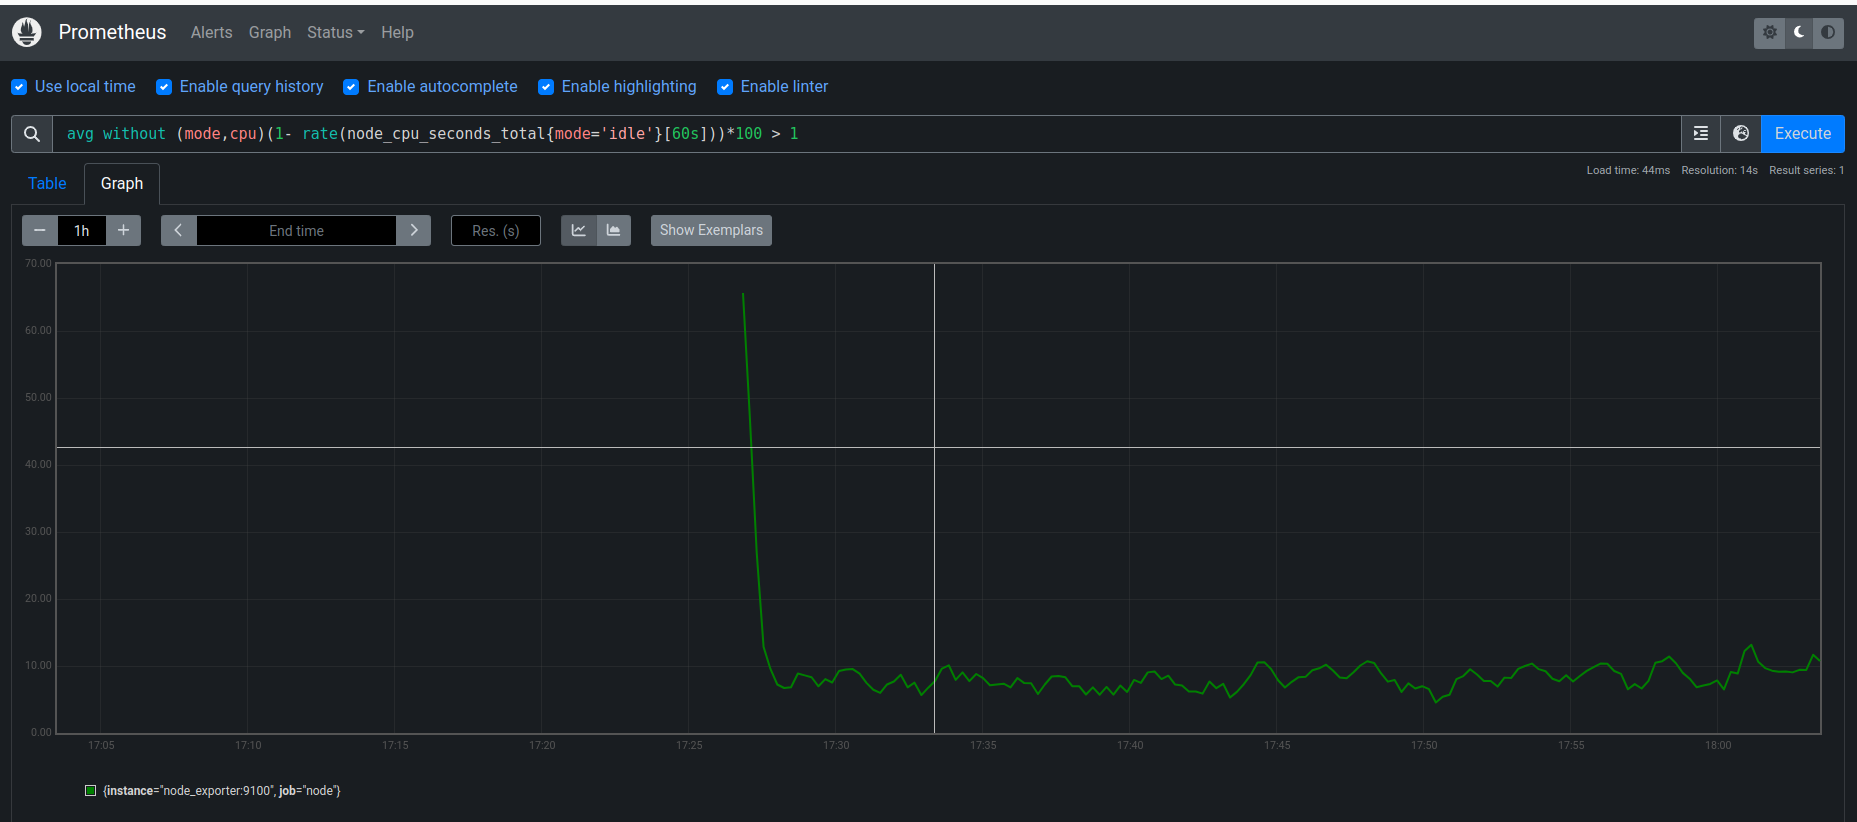 Prometheus Alerts Graph Status Help
Use local time Enable query history Enable autocomplete Enable highlighting Enable linter
avg without (mode,cpu)(1- rate(node_cpu_seconds_total{mode='idle'}[60s]))*100 > 1 Execute
Load time: 44ms Resolution: 14s Result series: 1
Table Graph
− 1h + End time Res. (s) Show Exemplars
70.00
60.00
50.00
40.00
30.00
20.00
10.00
0.00
17:05 17:10 17:15 17:20 17:25 17:30 17:35 17:40 17:45 17:50 17:55 18:00
{instance="node_exporter:9100", job="node"}